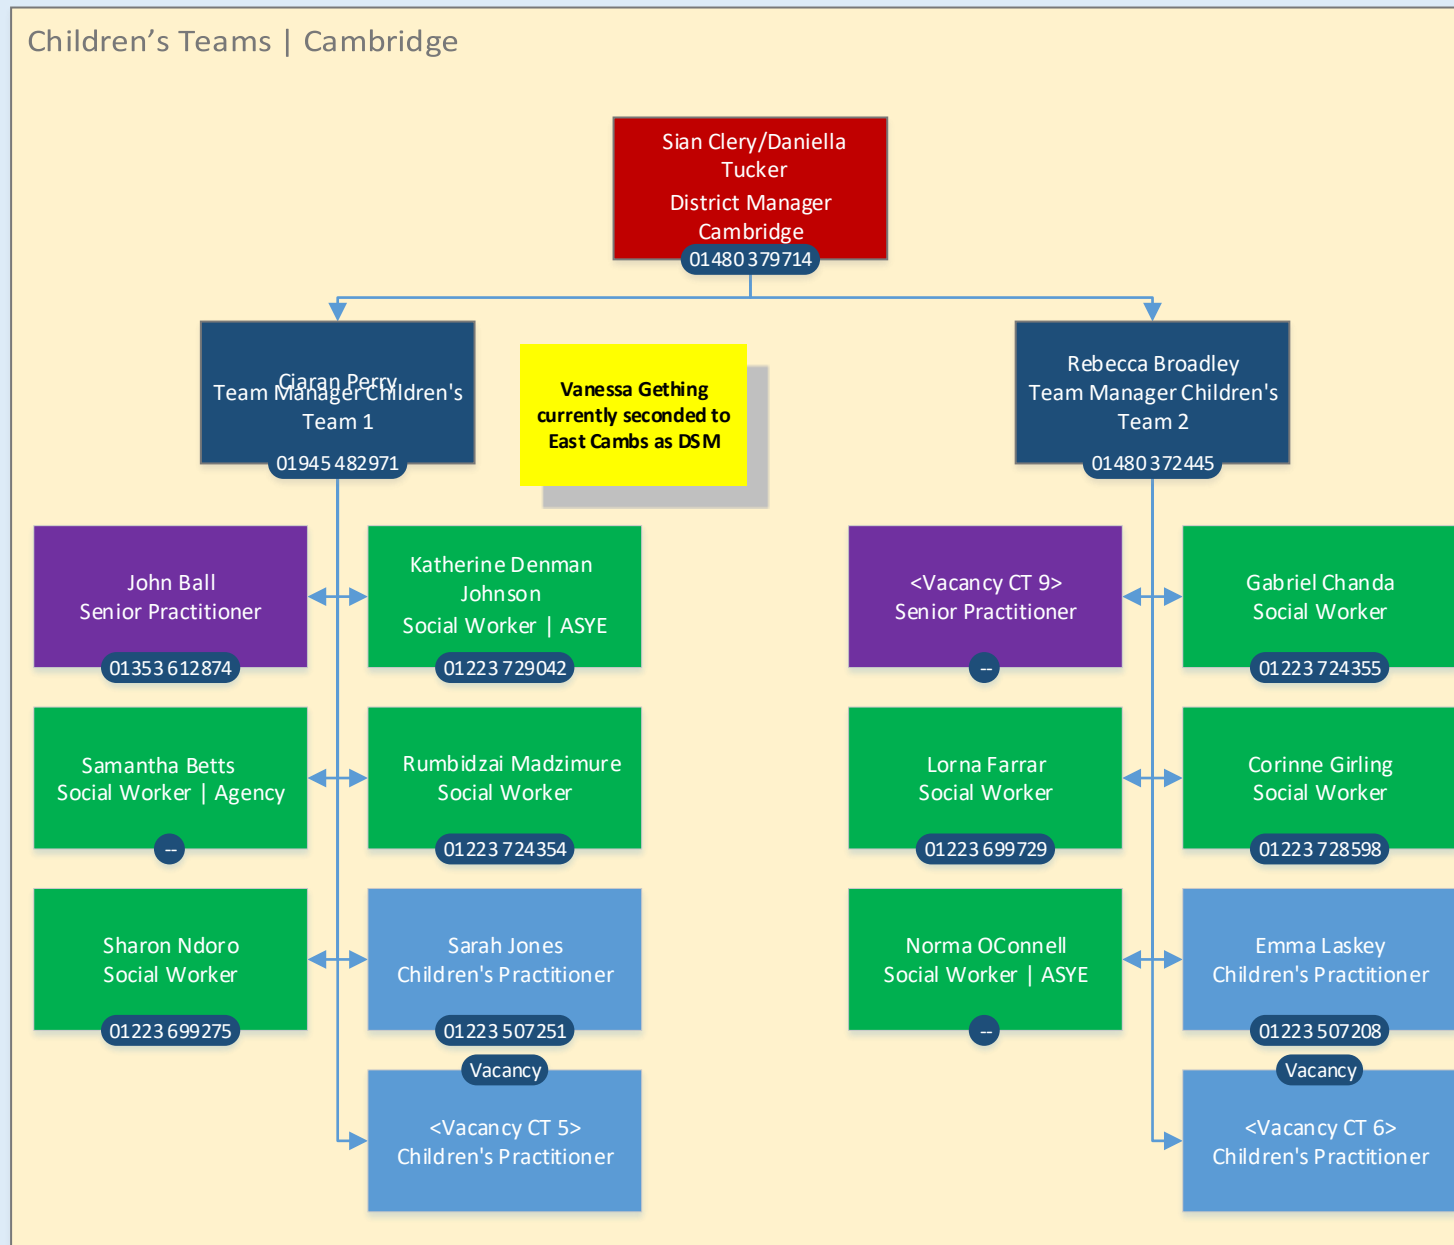 Children's Teams | Cambridge
Sian Clery/Daniella
Tucker
District Manager
Cambridge
01480 379714
Ciaran Perry
Team Manager Children's
Team 1
01945 482971
Vanessa Gething
currently seconded to
East Cambs as DSM
Rebecca Broadley
Team Manager Children's
Team 2
01480 372445
John Ball
Senior Practitioner
01353 612874
Katherine Denman
Johnson
Social Worker | ASYE
01223 729042
<Vacancy CT 9>
Senior Practitioner
--
Gabriel Chanda
Social Worker
01223 724355
Samantha Betts
Social Worker | Agency
--
Rumbidzai Madzimure
Social Worker
01223 724354
Lorna Farrar
Social Worker
01223 699729
Corinne Girling
Social Worker
01223 728598
Sharon Ndoro
Social Worker
01223 699275
Sarah Jones
Children's Practitioner
01223 507251
Norma OConnell
Social Worker | ASYE
--
Emma Laskey
Children's Practitioner
01223 507208
Vacancy
<Vacancy CT 5>
Children's Practitioner
Vacancy
<Vacancy CT 6>
Children's Practitioner